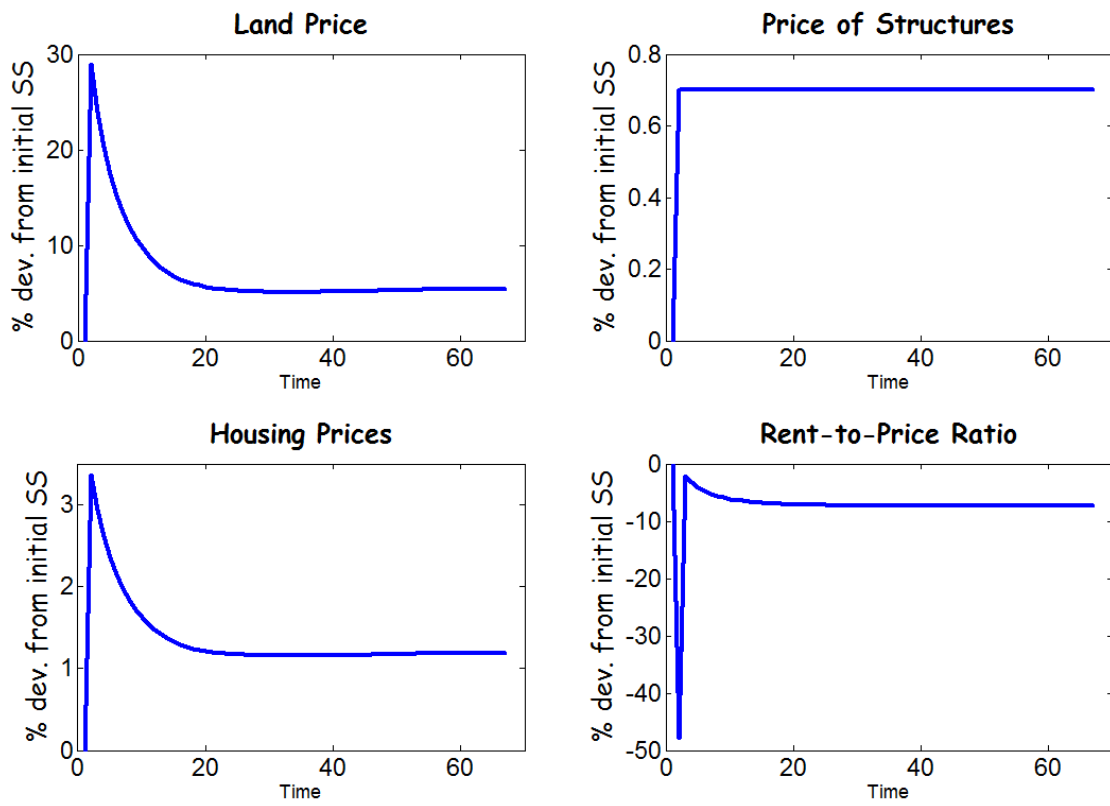 Land Price
Price of Structures
% dev. from initial SS
30
20
10
0
0
20
40
60
Time
% dev. from initial SS
0.8
0.6
0.4
0.2
0
0
20
40
60
Time
Housing Prices
Rent-to-Price Ratio
% dev. from initial SS
3
2
1
0
0
20
40
60
Time
% dev. from initial SS
0
-10
-20
-30
-40
-50
0
20
40
60
Time